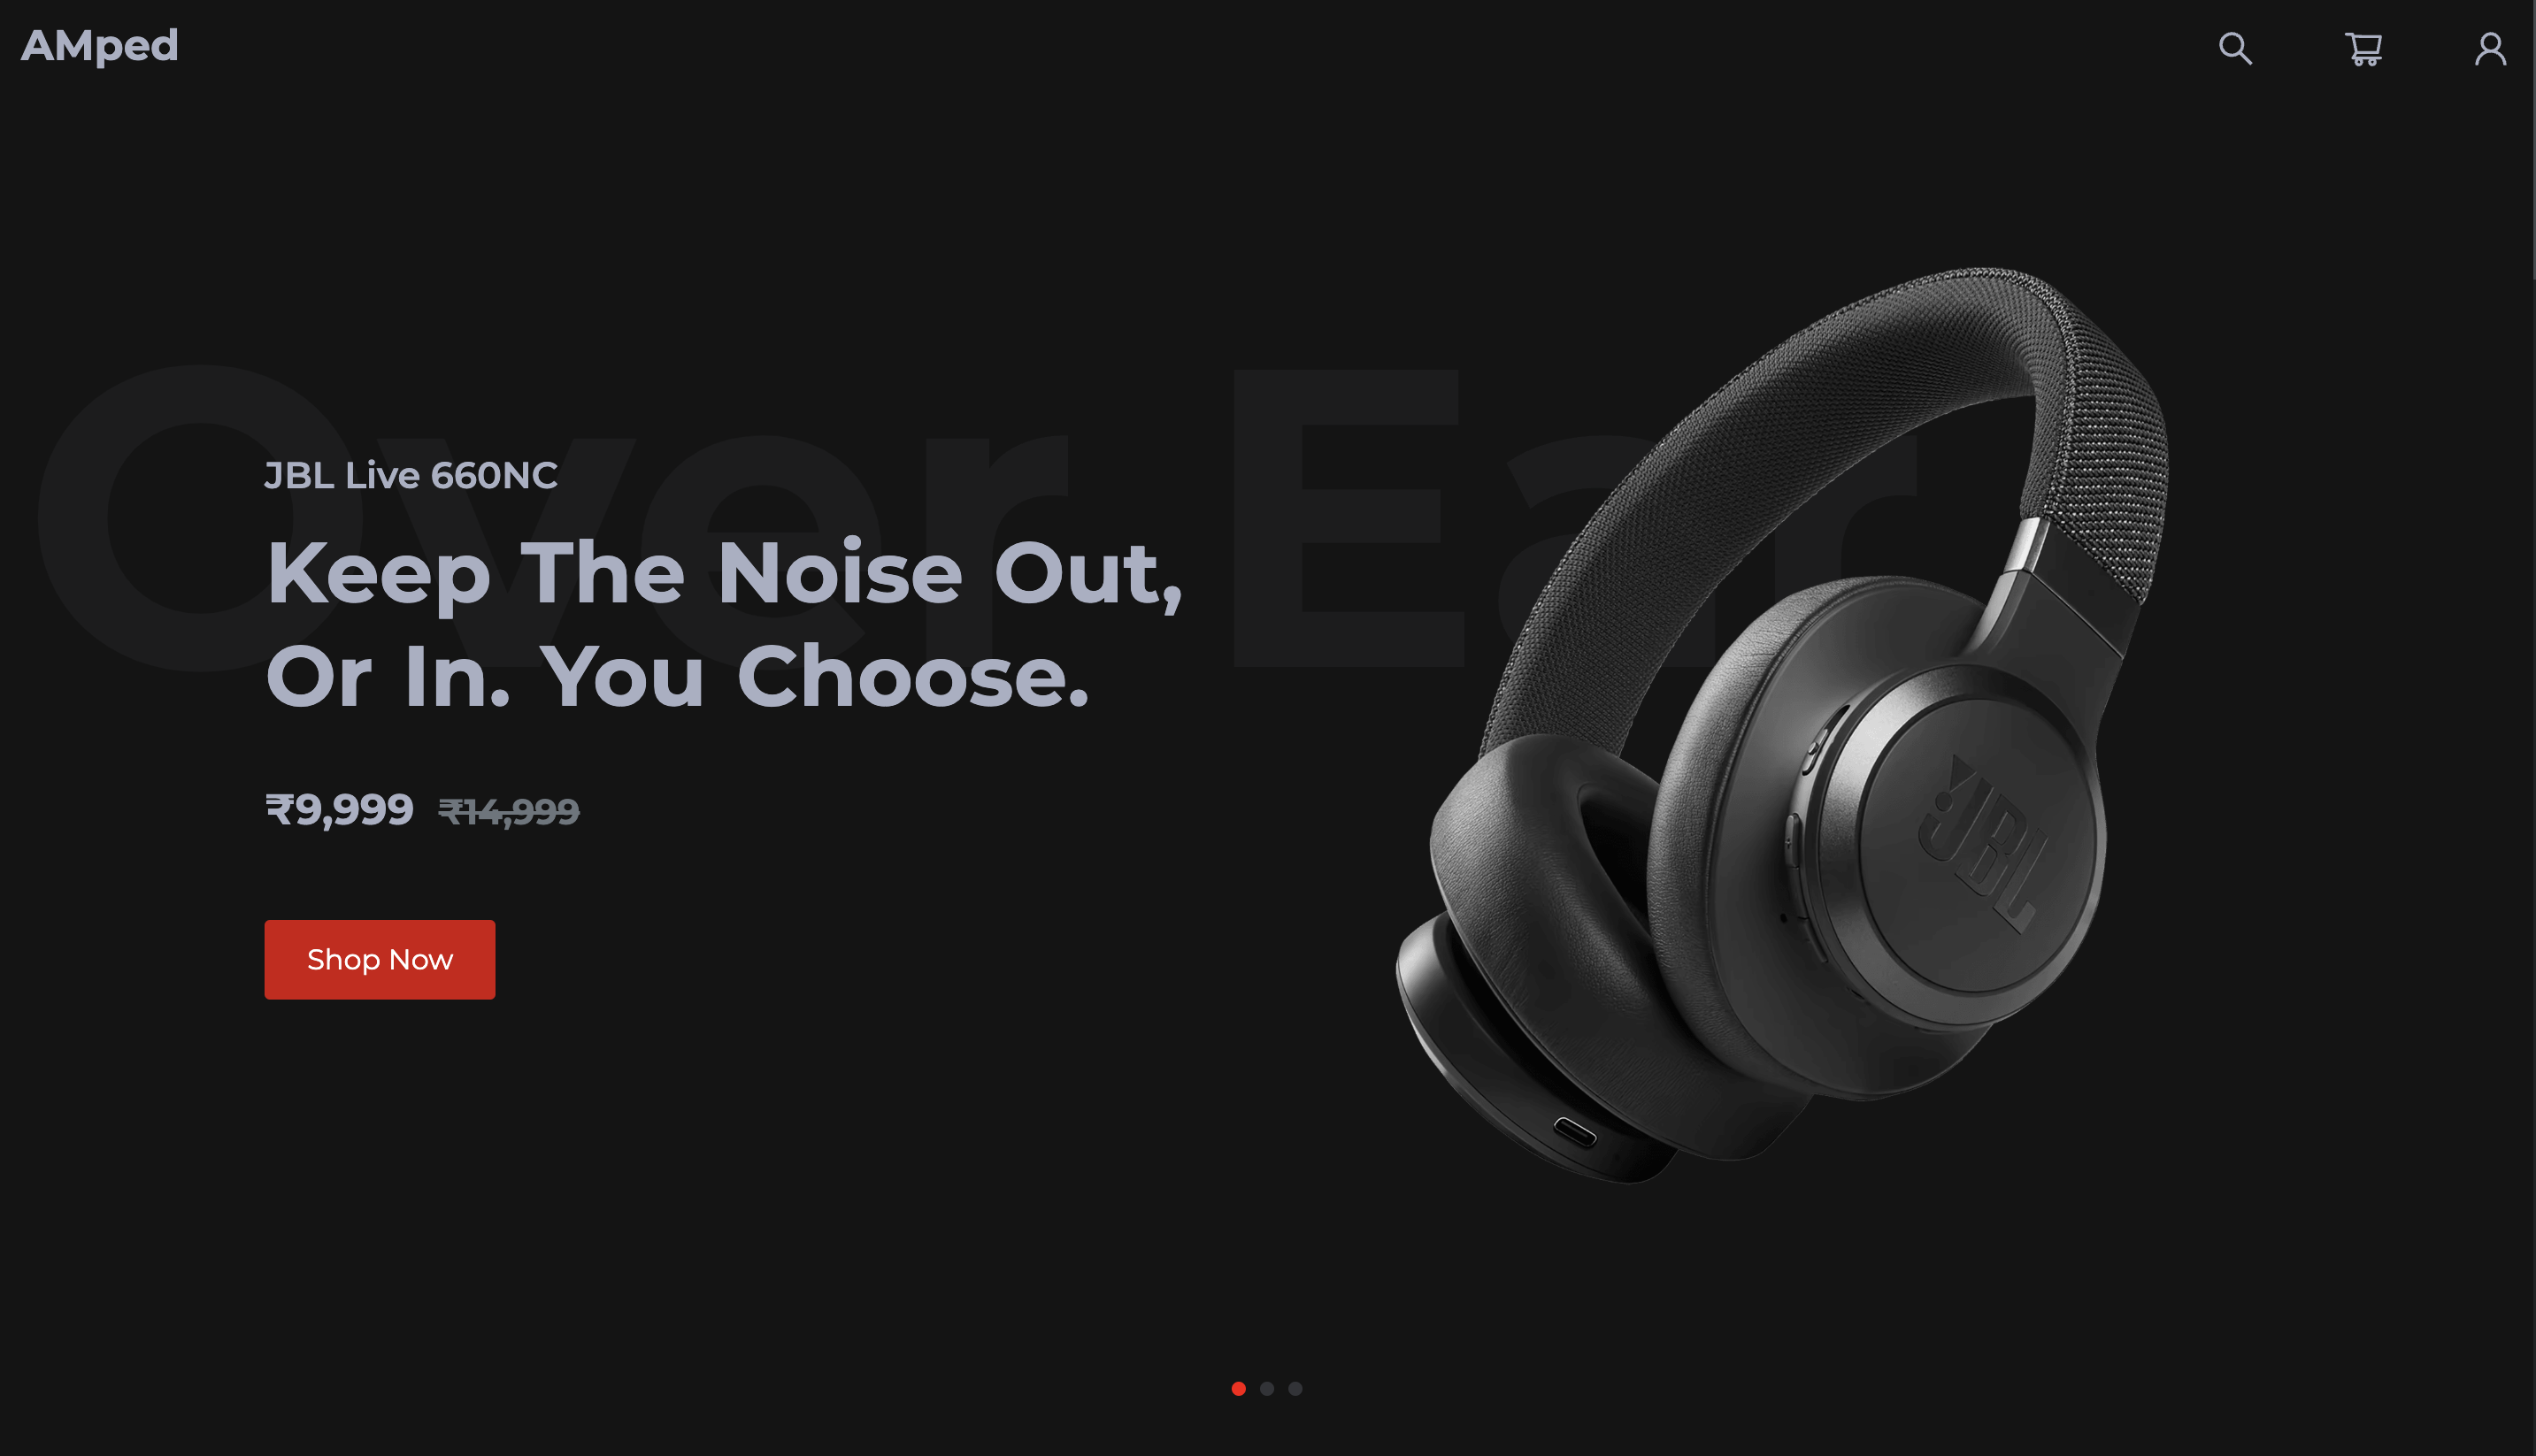 AMped
Over Ear
JBL Live 660NC
Keep The Noise Out,
Or In. You Choose.
₹9,999 ₹14,999
Shop Now
JBL